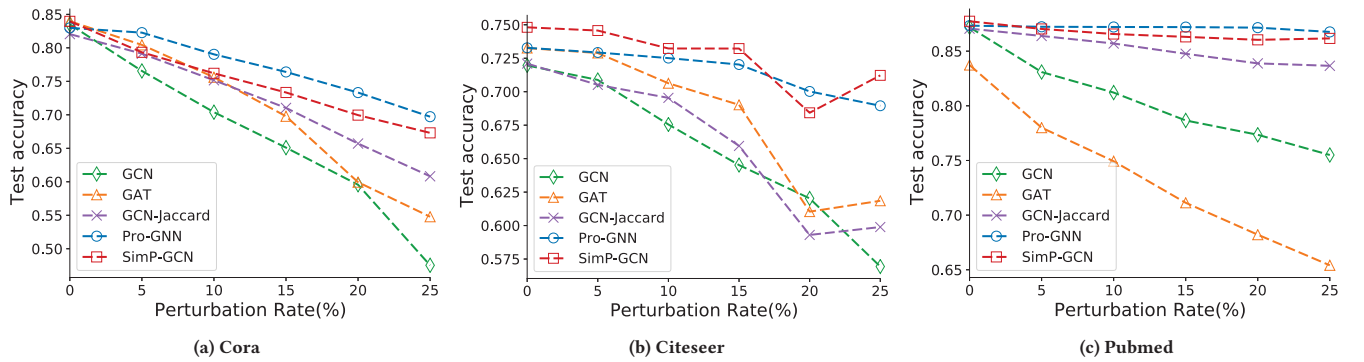 0.85
0.80
0.75
0.70
0.65
0.60
0.55
0.50
Test accuracy
GCN
GAT
GCN-Jaccard
Pro-GNN
SimP-GCN
0 5 10 15 20 25
Perturbation Rate(%)
(a) Cora
0.750
0.725
0.700
0.675
0.650
0.625
0.600
0.575
Test accuracy
GCN
GAT
GCN-Jaccard
Pro-GNN
SimP-GCN
0 5 10 15 20 25
Perturbation Rate(%)
(b) Citeseer
0.85
0.80
0.75
0.70
0.65
Test accuracy
GCN
GAT
GCN-Jaccard
Pro-GNN
SimP-GCN
0 5 10 15 20 25
Perturbation Rate(%)
(c) Pubmed